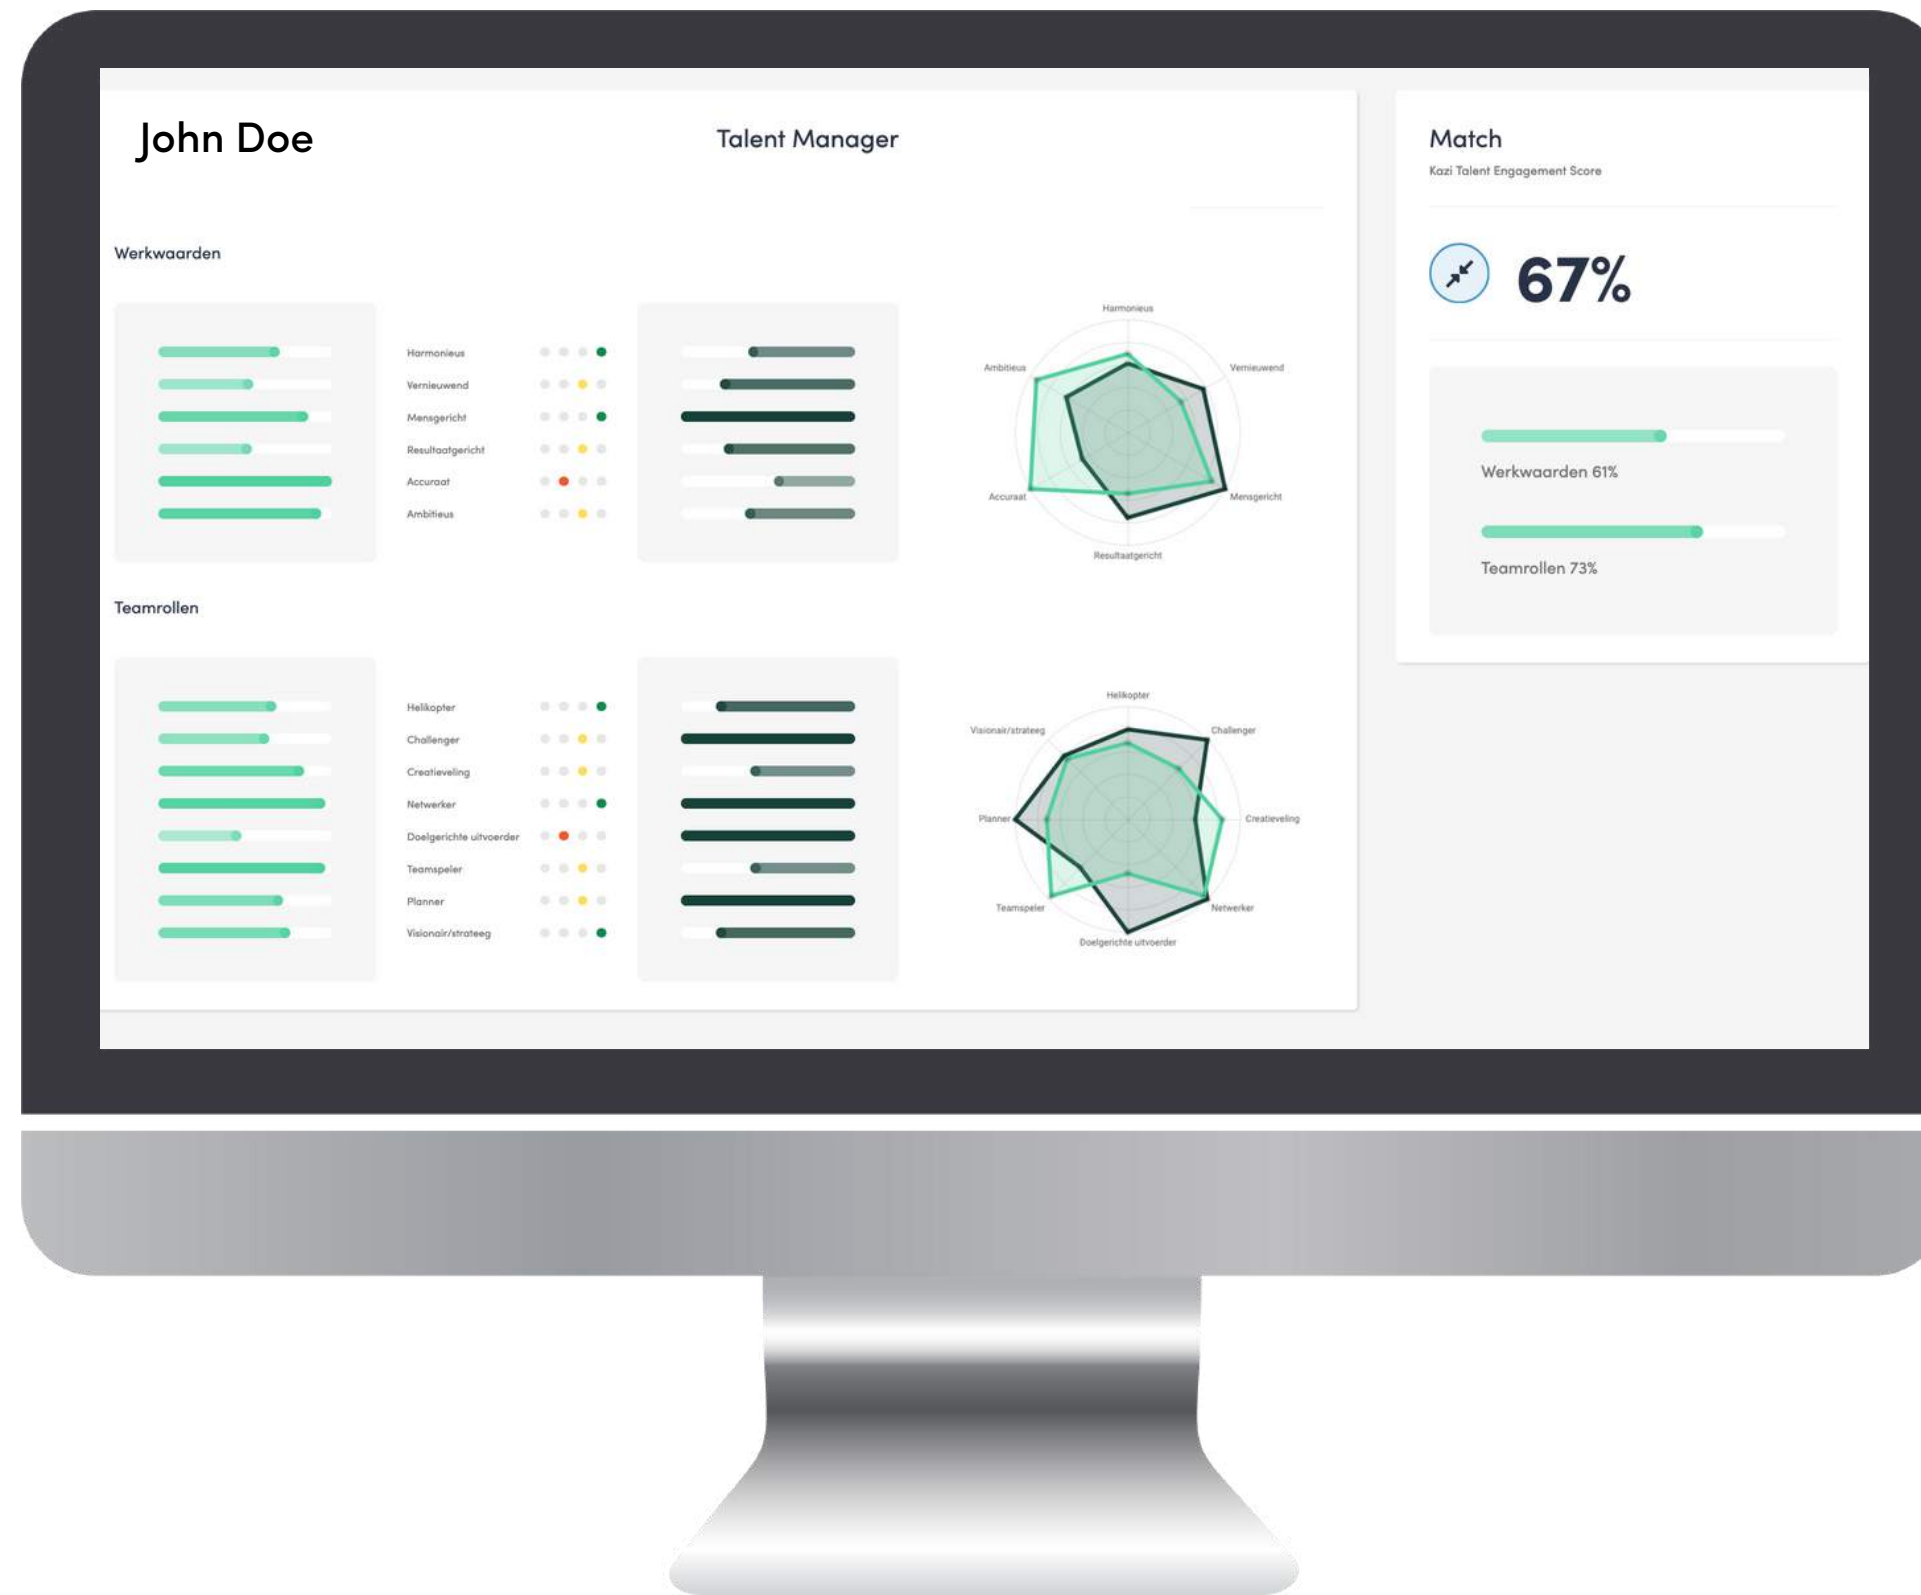 John Doe
Talent Manager
Werkwaarden
Harmonieus
Vernieuwend
Mensgericht
Resultaatgericht
Accuraat
Ambitieus
Harmonieus
Ambitieus
Vernieuwend
Accuraat
Mensgericht
Resultaatgericht
Teamrollen
Helikopter
Challenger
Creatieveling
Netwerker
Doelgerichte uitvoerder
Teamspeler
Planner
Visionair/strateeg
Helikopter
Visionair/strateeg
Challenger
Planner
Creatieveling
Teamspeler
Netwerker
Doelgerichte uitvoerder
Match
Kazi Talent Engagement Score
67%
Werkwaarden 61%
Teamrollen 73%